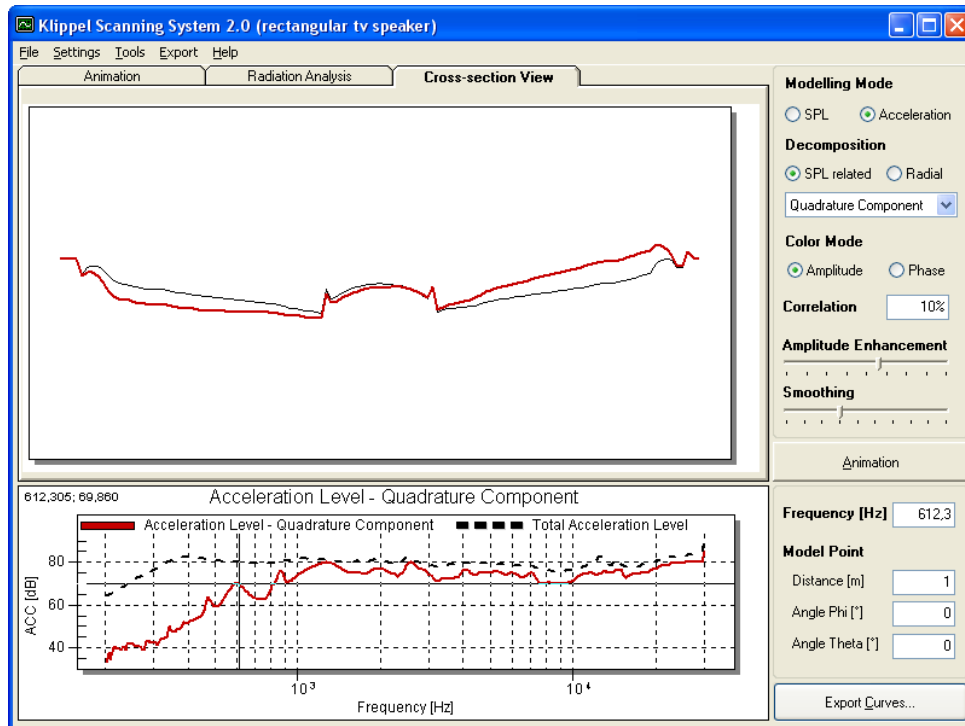 Klippel Scanning System 2.0 (rectangular tv speaker)
File Settings Tools Export Help
Animation Radiation Analysis Cross-section View
Modelling Mode
SPL Acceleration
Decomposition
SPL related Radial
Quadrature Component
Color Mode
Amplitude Phase
Correlation 10%
Amplitude Enhancement
Smoothing
Animation
612,305; 69,860 Acceleration Level - Quadrature Component
Acceleration Level - Quadrature Component Total Acceleration Level
ACC [dB]
80
60
40
10³ 10⁴
Frequency [Hz]
Frequency [Hz] 612,3
Model Point
Distance [m] 1
Angle Phi [°] 0
Angle Theta [°] 0
Export Curves...